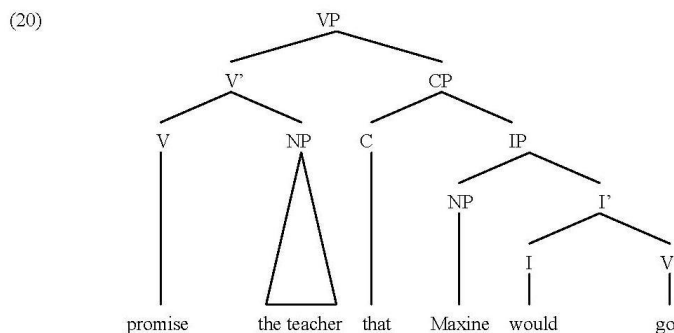 (20) VP
V' CP
V NP C IP
NP I'
I V
promise the teacher that Maxine would go